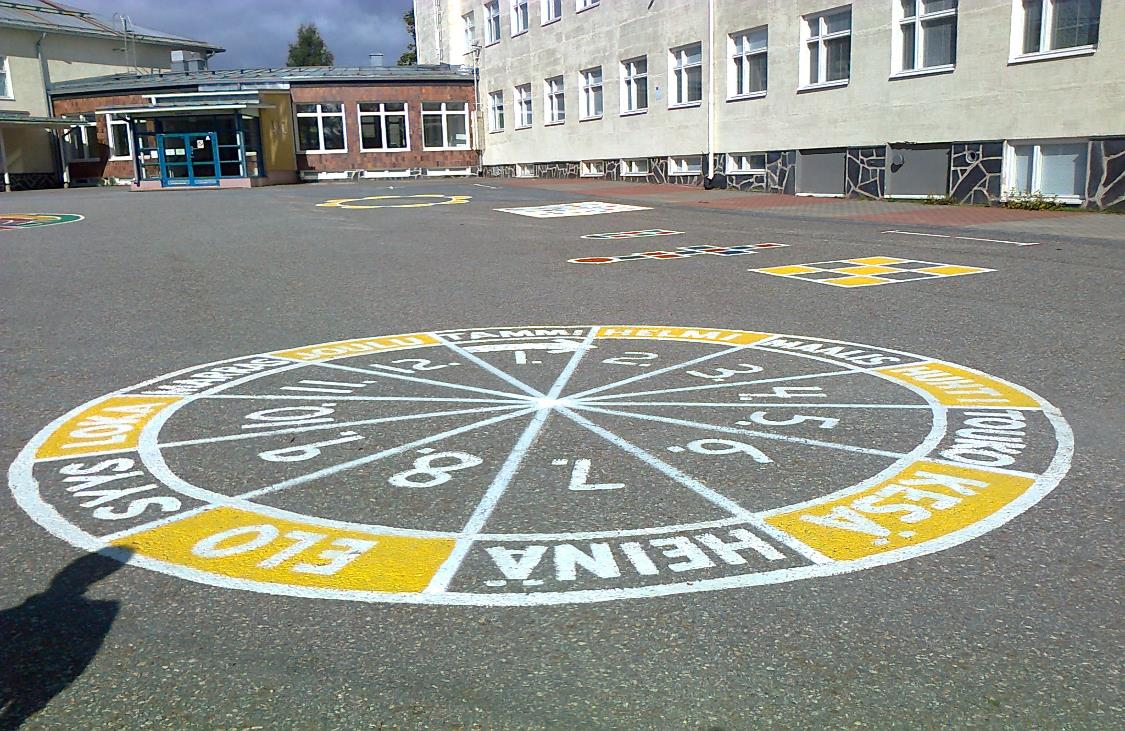 TAMMI
HELMI
MAALIS
HUHTI
TOUKO
KESÄ
HEINÄ
ELO
SYYS
LOKA
MARRAS
JOULU
1.
2.
3.
4.
5.
6.
7.
8.
9.
10.
11.
12.